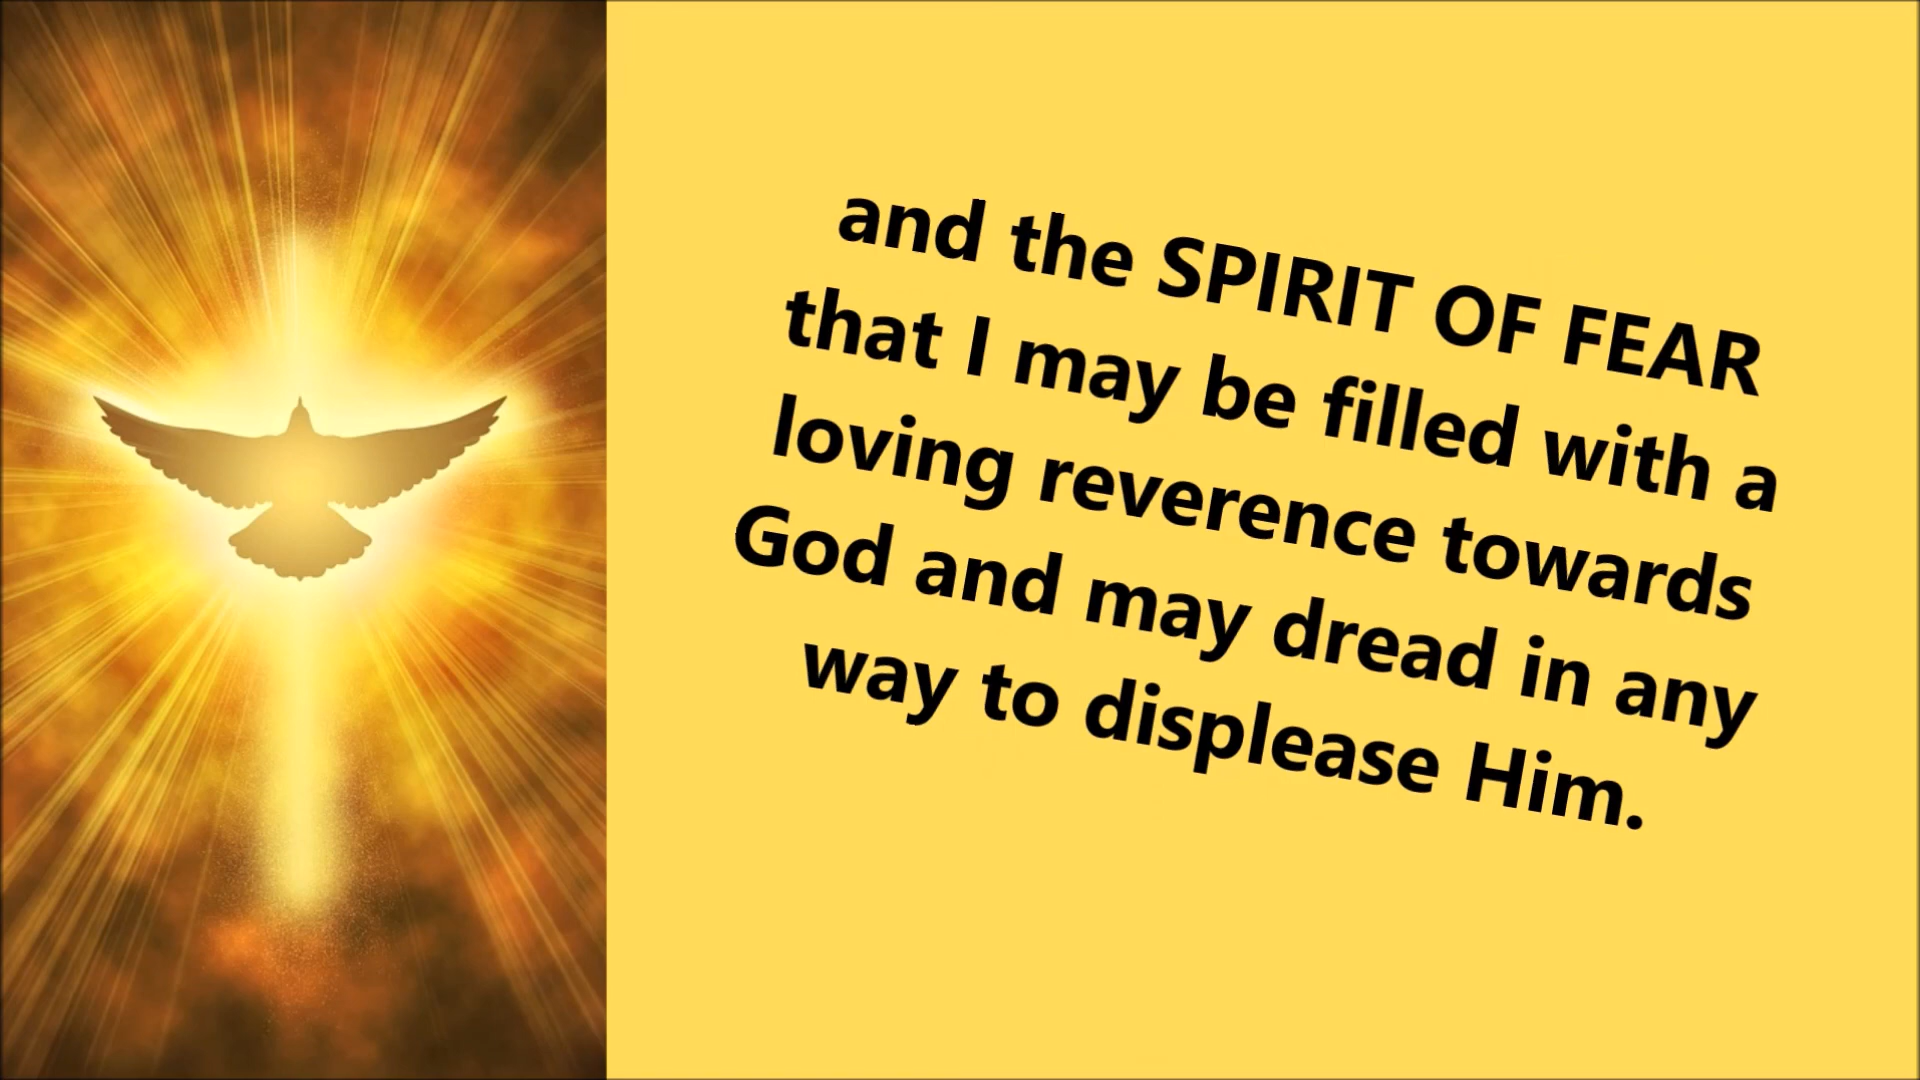 and the SPIRIT OF FEAR
that I may be filled with a
loving reverence towards
God and may dread in any
way to displease Him.